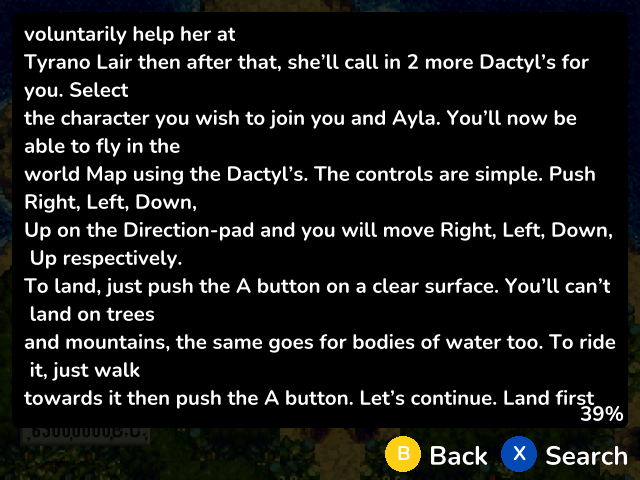 voluntarily help her at
Tyrano Lair then after that, she’ll call in 2 more Dactyl’s for
you. Select
the character you wish to join you and Ayla. You’ll now be
able to fly in the
world Map using the Dactyl’s. The controls are simple. Push
Right, Left, Down,
Up on the Direction-pad and you will move Right, Left, Down,
Up respectively.
To land, just push the A button on a clear surface. You’ll can’t
land on trees
and mountains, the same goes for bodies of water too. To ride
it, just walk
towards it then push the A button. Let’s continue. Land first
39%
65000000B.C.
B Back X Search